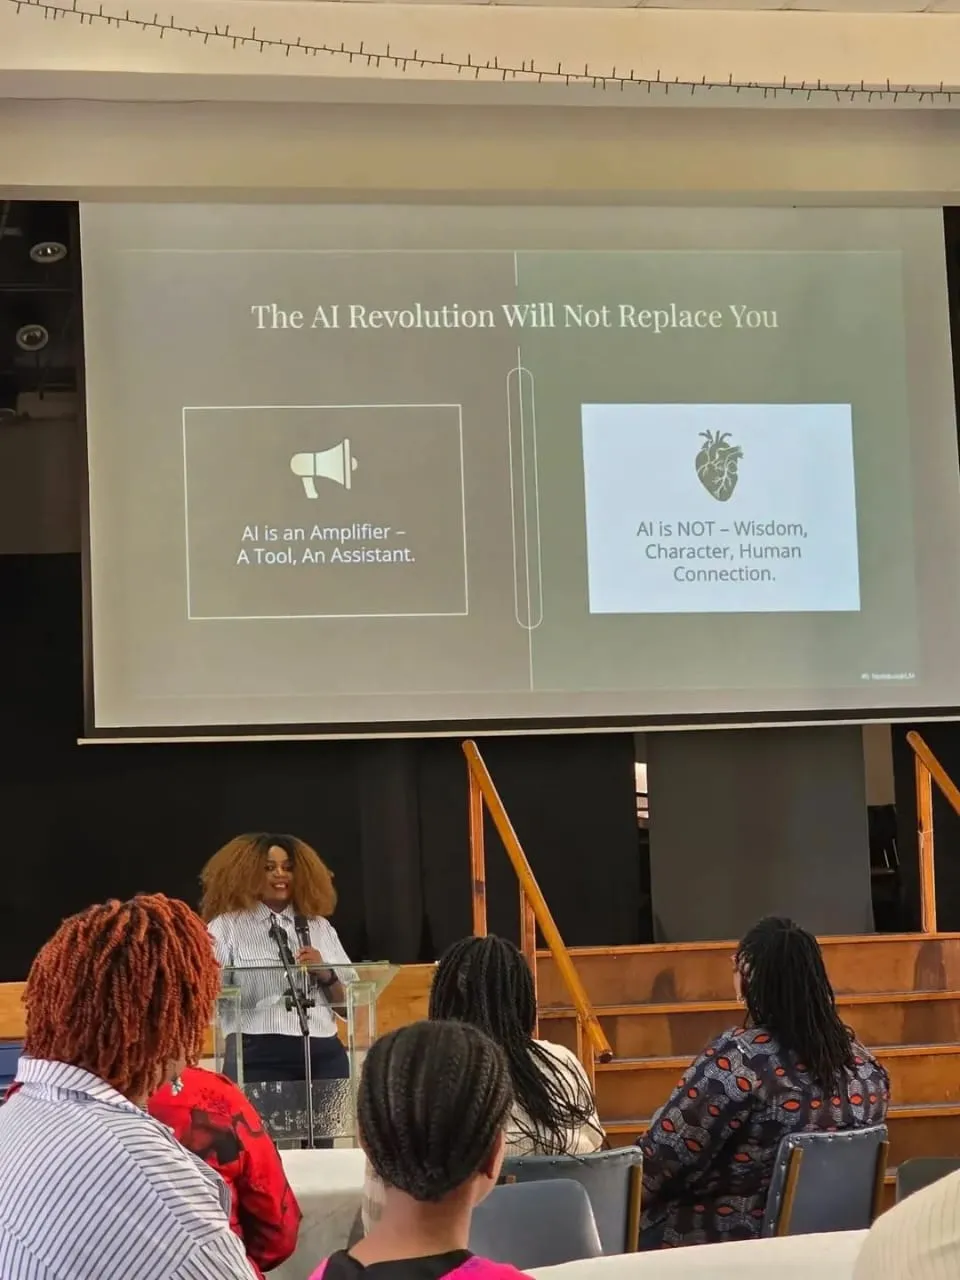 The AI Revolution Will Not Replace You
AI is an Amplifier –
A Tool, An Assistant.
AI is NOT – Wisdom,
Character, Human
Connection.
NotebookLM